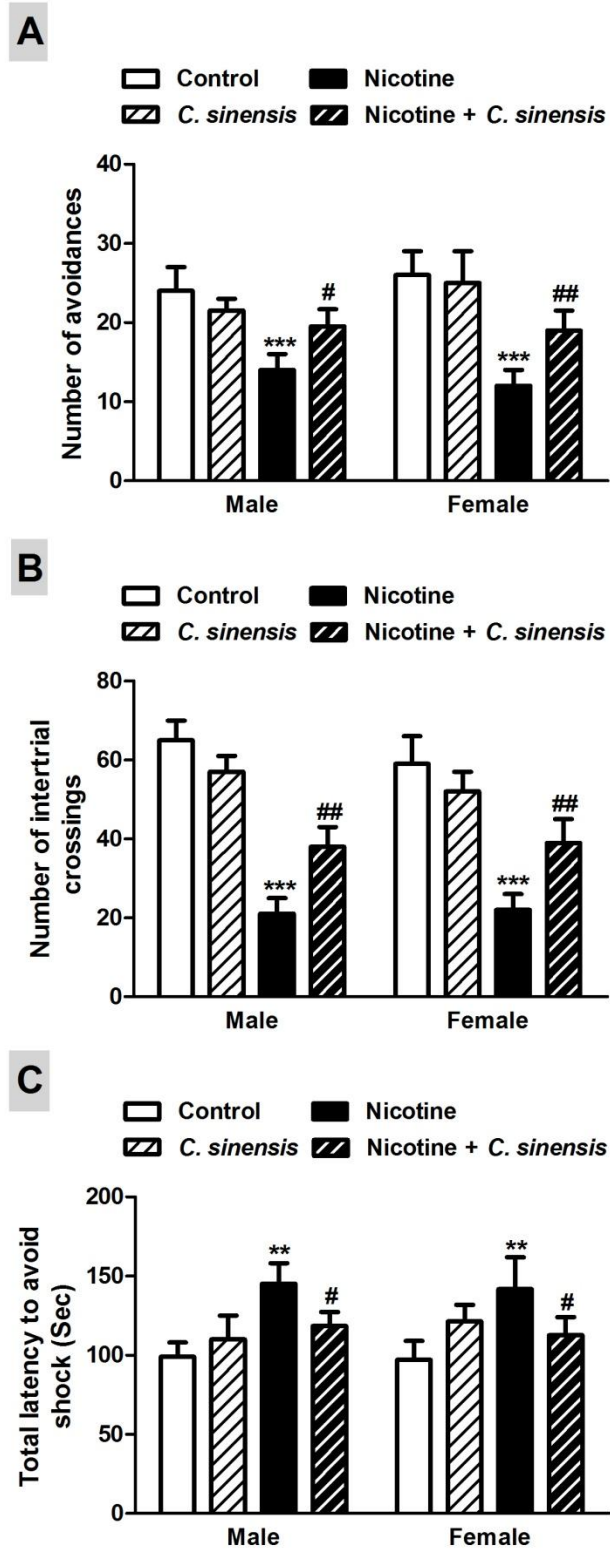 A
Control Nicotine
C. sinensis Nicotine + C. sinensis
Number of avoidances
40
30
20
10
0
*** # *** ##
Male Female
B
Control Nicotine
C. sinensis Nicotine + C. sinensis
Number of intertrial
crossings
80
60
40
20
0
*** ## *** ##
Male Female
C
Control Nicotine
C. sinensis Nicotine + C. sinensis
Total latency to avoid
shock (Sec)
200
150
100
50
0
** # ** #
Male Female